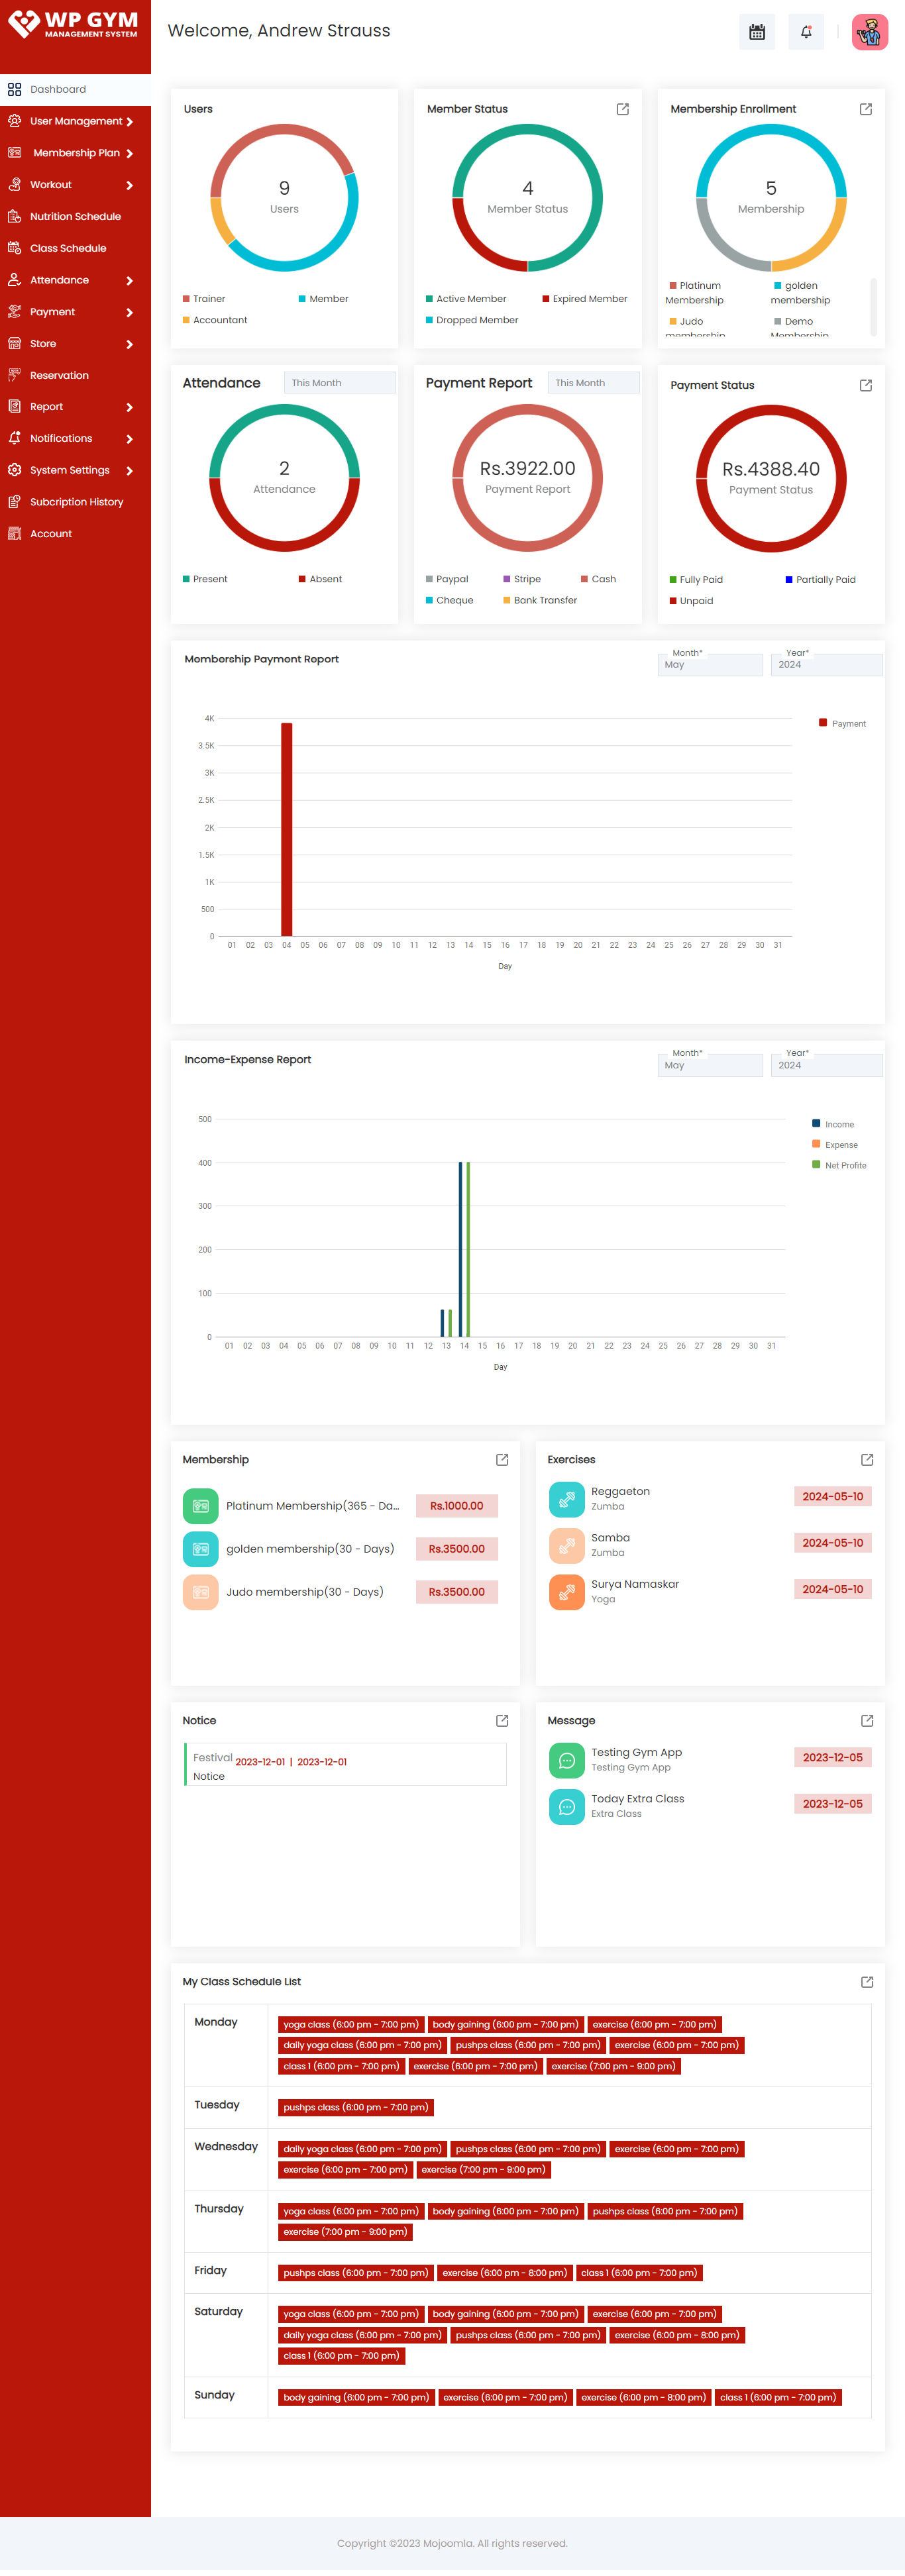 WP GYM
MANAGEMENT SYSTEM
Welcome, Andrew Strauss
Dashboard
User Management
Membership Plan
Workout
Nutrition Schedule
Class Schedule
Attendance
Payment
Store
Reservation
Report
Notifications
System Settings
Subcription History
Account
Users
9
Users
Trainer
Member
Accountant
Member Status
4
Member Status
Active Member
Expired Member
Dropped Member
Membership Enrollment
5
Membership
Platinum Membership
golden membership
Judo membership
Demo Membership
Attendance
This Month
2
Attendance
Present
Absent
Payment Report
This Month
Rs.3922.00
Payment Report
Paypal
Stripe
Cash
Cheque
Bank Transfer
Payment Status
Rs.4388.40
Payment Status
Fully Paid
Partially Paid
Unpaid
Membership Payment Report
Month*
May
Year*
2024
4K
3.5K
3K
2.5K
2K
1.5K
1K
500
0
01 02 03 04 05 06 07 08 09 10 11 12 13 14 15 16 17 18 19 20 21 22 23 24 25 26 27 28 29 30 31
Day
Payment
Income-Expense Report
Month*
May
Year*
2024
500
400
300
200
100
0
01 02 03 04 05 06 07 08 09 10 11 12 13 14 15 16 17 18 19 20 21 22 23 24 25 26 27 28 29 30 31
Day
Income
Expense
Net Profite
Membership
Platinum Membership(365 - Da... Rs.1000.00
golden membership(30 - Days) Rs.3500.00
Judo membership(30 - Days) Rs.3500.00
Exercises
Reggaeton
Zumba
2024-05-10
Samba
Zumba
2024-05-10
Surya Namaskar
Yoga
2024-05-10
Notice
Festival 2023-12-01 | 2023-12-01
Notice
Message
Testing Gym App
Testing Gym App
2023-12-05
Today Extra Class
Extra Class
2023-12-05
My Class Schedule List
Monday
yoga class (6:00 pm - 7:00 pm) body gaining (6:00 pm - 7:00 pm) exercise (6:00 pm - 7:00 pm)
daily yoga class (6:00 pm - 7:00 pm) pushps class (6:00 pm - 7:00 pm) exercise (6:00 pm - 7:00 pm)
class 1 (6:00 pm - 7:00 pm) exercise (6:00 pm - 7:00 pm) exercise (7:00 pm - 9:00 pm)
Tuesday
pushps class (6:00 pm - 7:00 pm)
Wednesday
daily yoga class (6:00 pm - 7:00 pm) pushps class (6:00 pm - 7:00 pm) exercise (6:00 pm - 7:00 pm)
exercise (6:00 pm - 7:00 pm) exercise (7:00 pm - 9:00 pm)
Thursday
yoga class (6:00 pm - 7:00 pm) body gaining (6:00 pm - 7:00 pm) pushps class (6:00 pm - 7:00 pm)
exercise (7:00 pm - 9:00 pm)
Friday
pushps class (6:00 pm - 7:00 pm) exercise (6:00 pm - 8:00 pm) class 1 (6:00 pm - 7:00 pm)
Saturday
yoga class (6:00 pm - 7:00 pm) body gaining (6:00 pm - 7:00 pm) exercise (6:00 pm - 7:00 pm)
daily yoga class (6:00 pm - 7:00 pm) pushps class (6:00 pm - 7:00 pm) exercise (6:00 pm - 8:00 pm)
class 1 (6:00 pm - 7:00 pm)
Sunday
body gaining (6:00 pm - 7:00 pm) exercise (6:00 pm - 7:00 pm) exercise (6:00 pm - 8:00 pm) class 1 (6:00 pm - 7:00 pm)
Copyright ©2023 Mojoomla. All rights reserved.